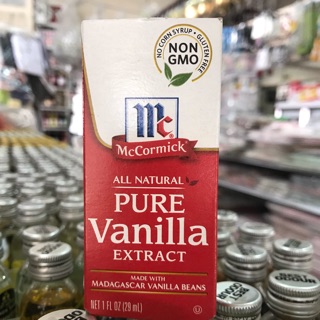 NO CORN SYRUP • GLUTEN FREE
NON
GMO
Mc
McCormick
ALL NATURAL
PURE
Vanilla
EXTRACT
MADE WITH
MADAGASCAR VANILLA BEANS
NET 1 FL OZ (29 mL)
U